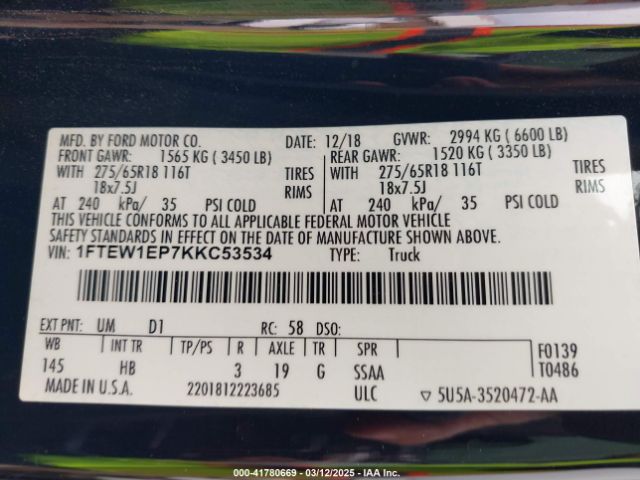 MFD. BY FORD MOTOR CO. DATE: 12/18 GVWR: 2994 KG ( 6600 LB)
FRONT GAWR: 1565 KG ( 3450 LB) REAR GAWR: 1520 KG ( 3350 LB)
WITH 275/65R18 116T TIRES WITH 275/65R18 116T TIRES
18x7.5J RIMS 18x7.5J RIMS
AT 240 kPa/ 35 PSI COLD AT 240 kPa/ 35 PSI COLD
THIS VEHICLE CONFORMS TO ALL APPLICABLE FEDERAL MOTOR VEHICLE
SAFETY STANDARDS IN EFFECT ON THE DATE OF MANUFACTURE SHOWN ABOVE.
VIN: 1FTEW1EP7KKC53534 TYPE: Truck
EXT PNT: UM D1 RC: 58 DSO:
WB INT TR TP/PS R AXLE TR SPR F0139
145 HB 3 19 G SSAA T0486
MADE IN U.S.A. 2201812223685 ULC ▽ 5U5A-3520472-AA
000-41780669 - 03/12/2025 - IAA Inc.